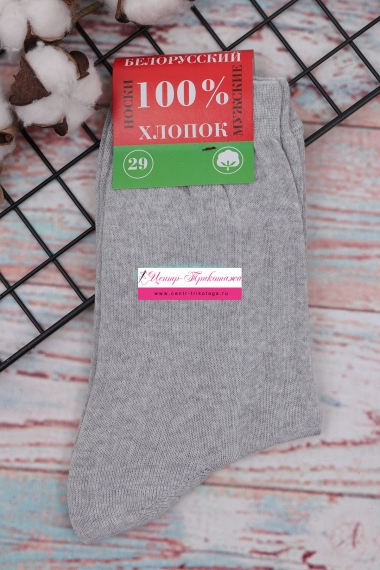 БЕЛОРУССКИЙ
НОСКИ
100%
МУЖСКИЕ
ХЛОПОК
29
Центр-Трикотажа
www.centr-trikotage.ru